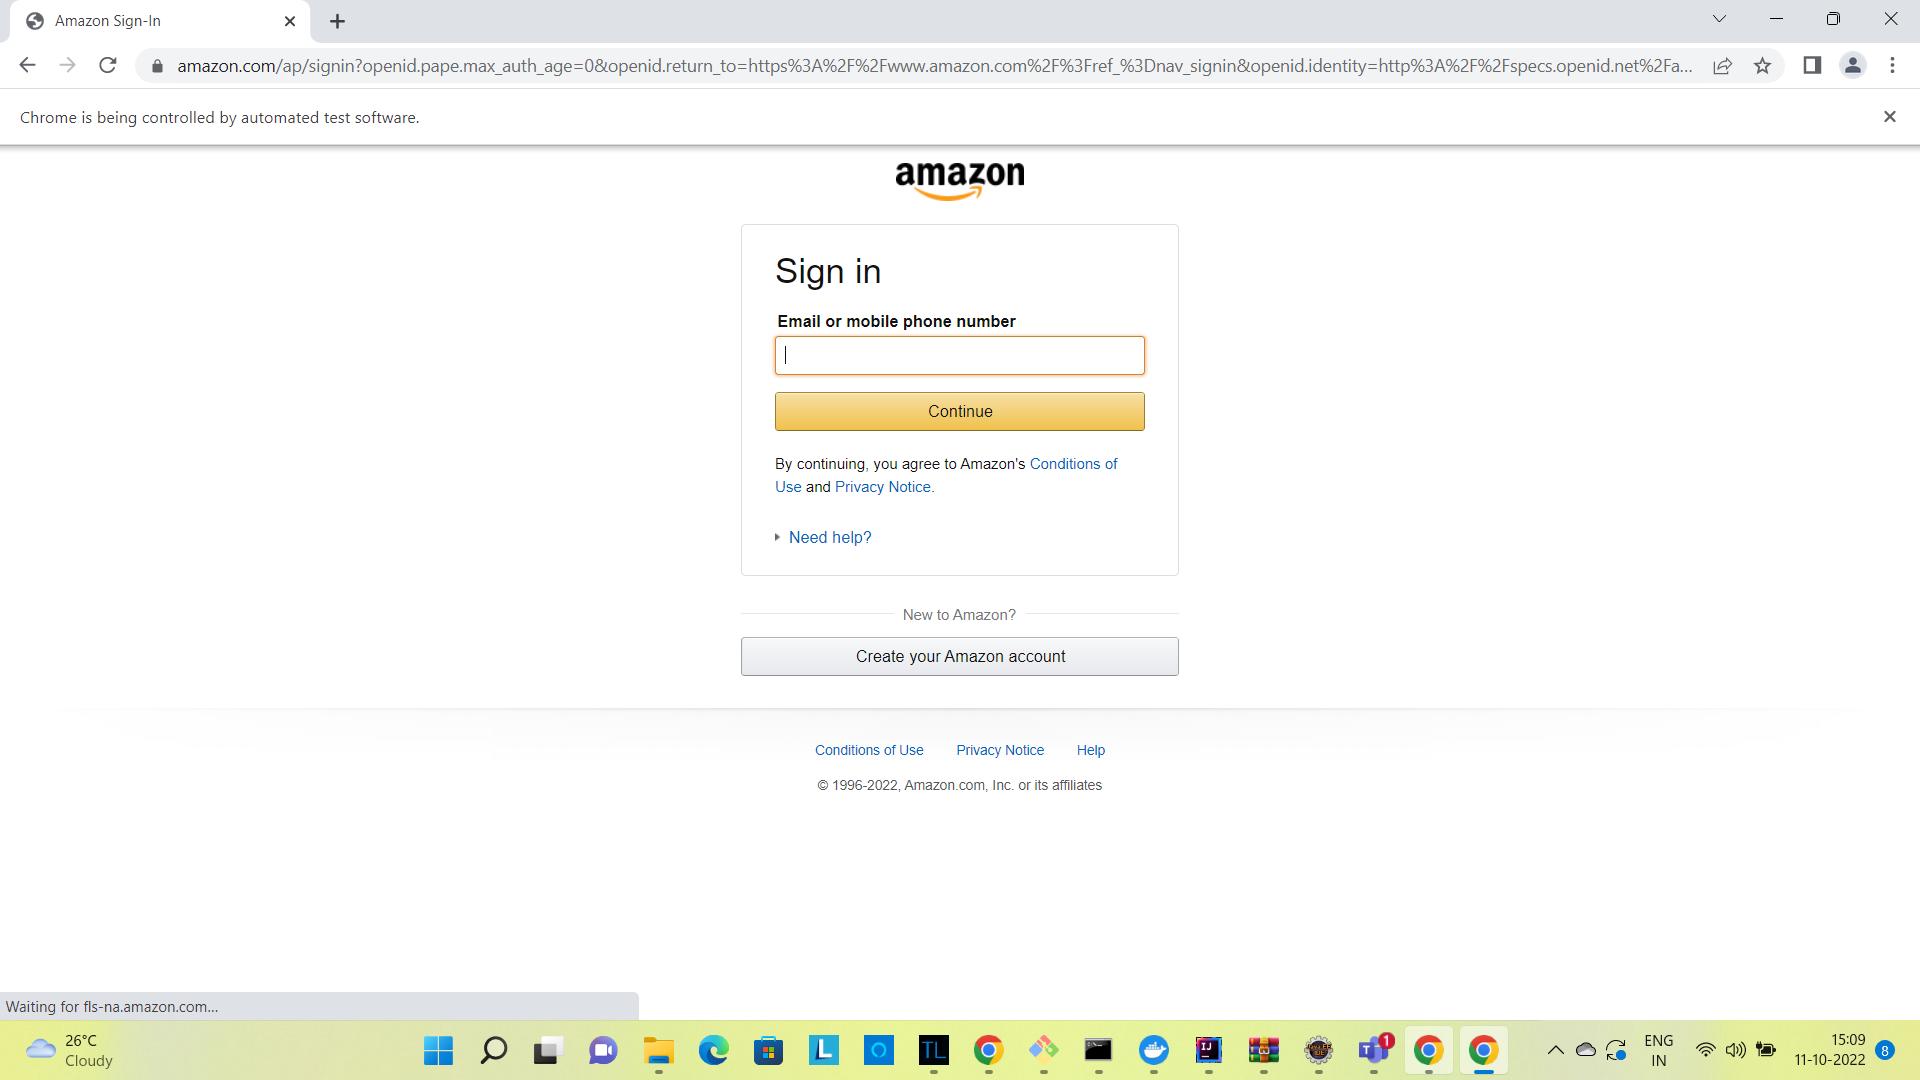 Amazon Sign-In
amazon.com/ap/signin?openid.pape.max_auth_age=0&openid.return_to=https%3A%2F%2Fwww.amazon.com%2F%3Fref_%3Dnav_signin&openid.identity=http%3A%2F%2Fspecs.openid.net%2Fa...
Chrome is being controlled by automated test software.
amazon
Sign in
Email or mobile phone number
Continue
By continuing, you agree to Amazon's Conditions of
Use and Privacy Notice.
Need help?
New to Amazon?
Create your Amazon account
Conditions of Use Privacy Notice Help
© 1996-2022, Amazon.com, Inc. or its affiliates
Waiting for fls-na.amazon.com...
26°C
Cloudy
L
TL
IJ
1
ENG
IN
15:09
11-10-2022
8